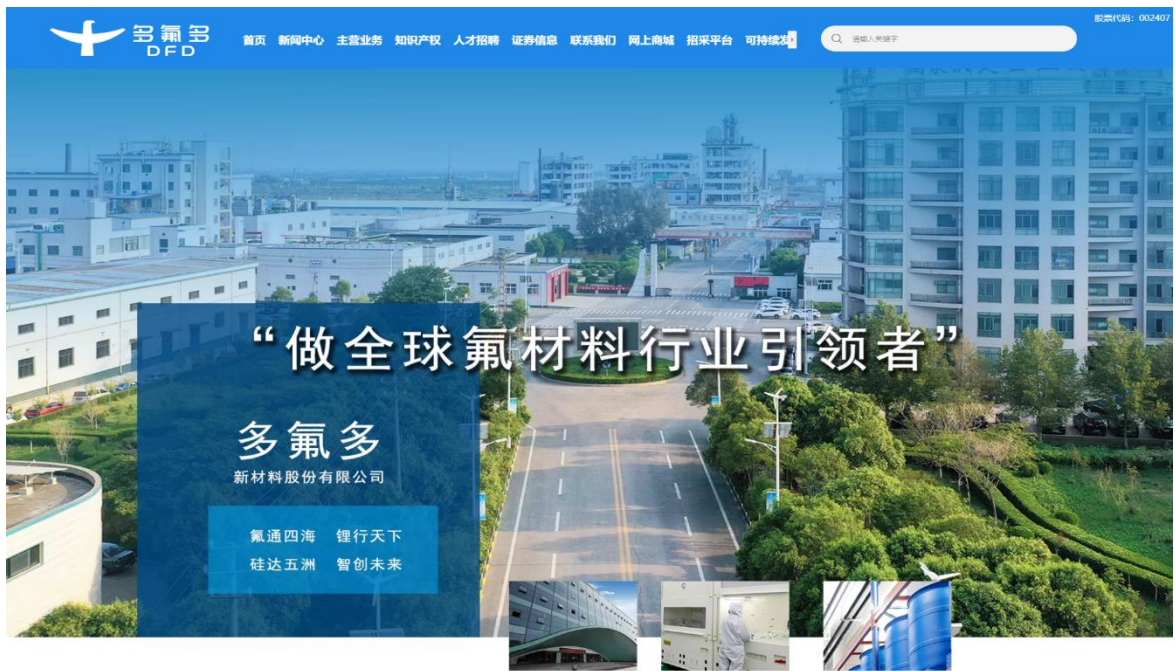 股票代码：002407
多氟多
DFD
首页 新闻中心 主营业务 知识产权 人才招聘 证券信息 联系我们 网上商城 招采平台 可持续发
请输入关键字
“做全球氟材料行业引领者”
多氟多
新材料股份有限公司
氟通四海 锂行天下
硅达五洲 智创未来